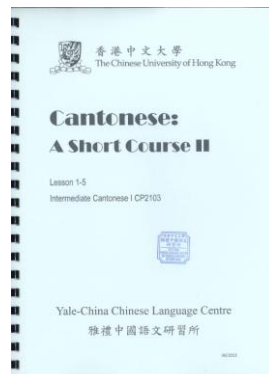 香港中文大學
The Chinese University of Hong Kong
Cantonese:
A Short Course II
Lesson 1-5
Intermediate Cantonese I CP2103
Yale-China Chinese Language Centre
雅禮中國語文研習所